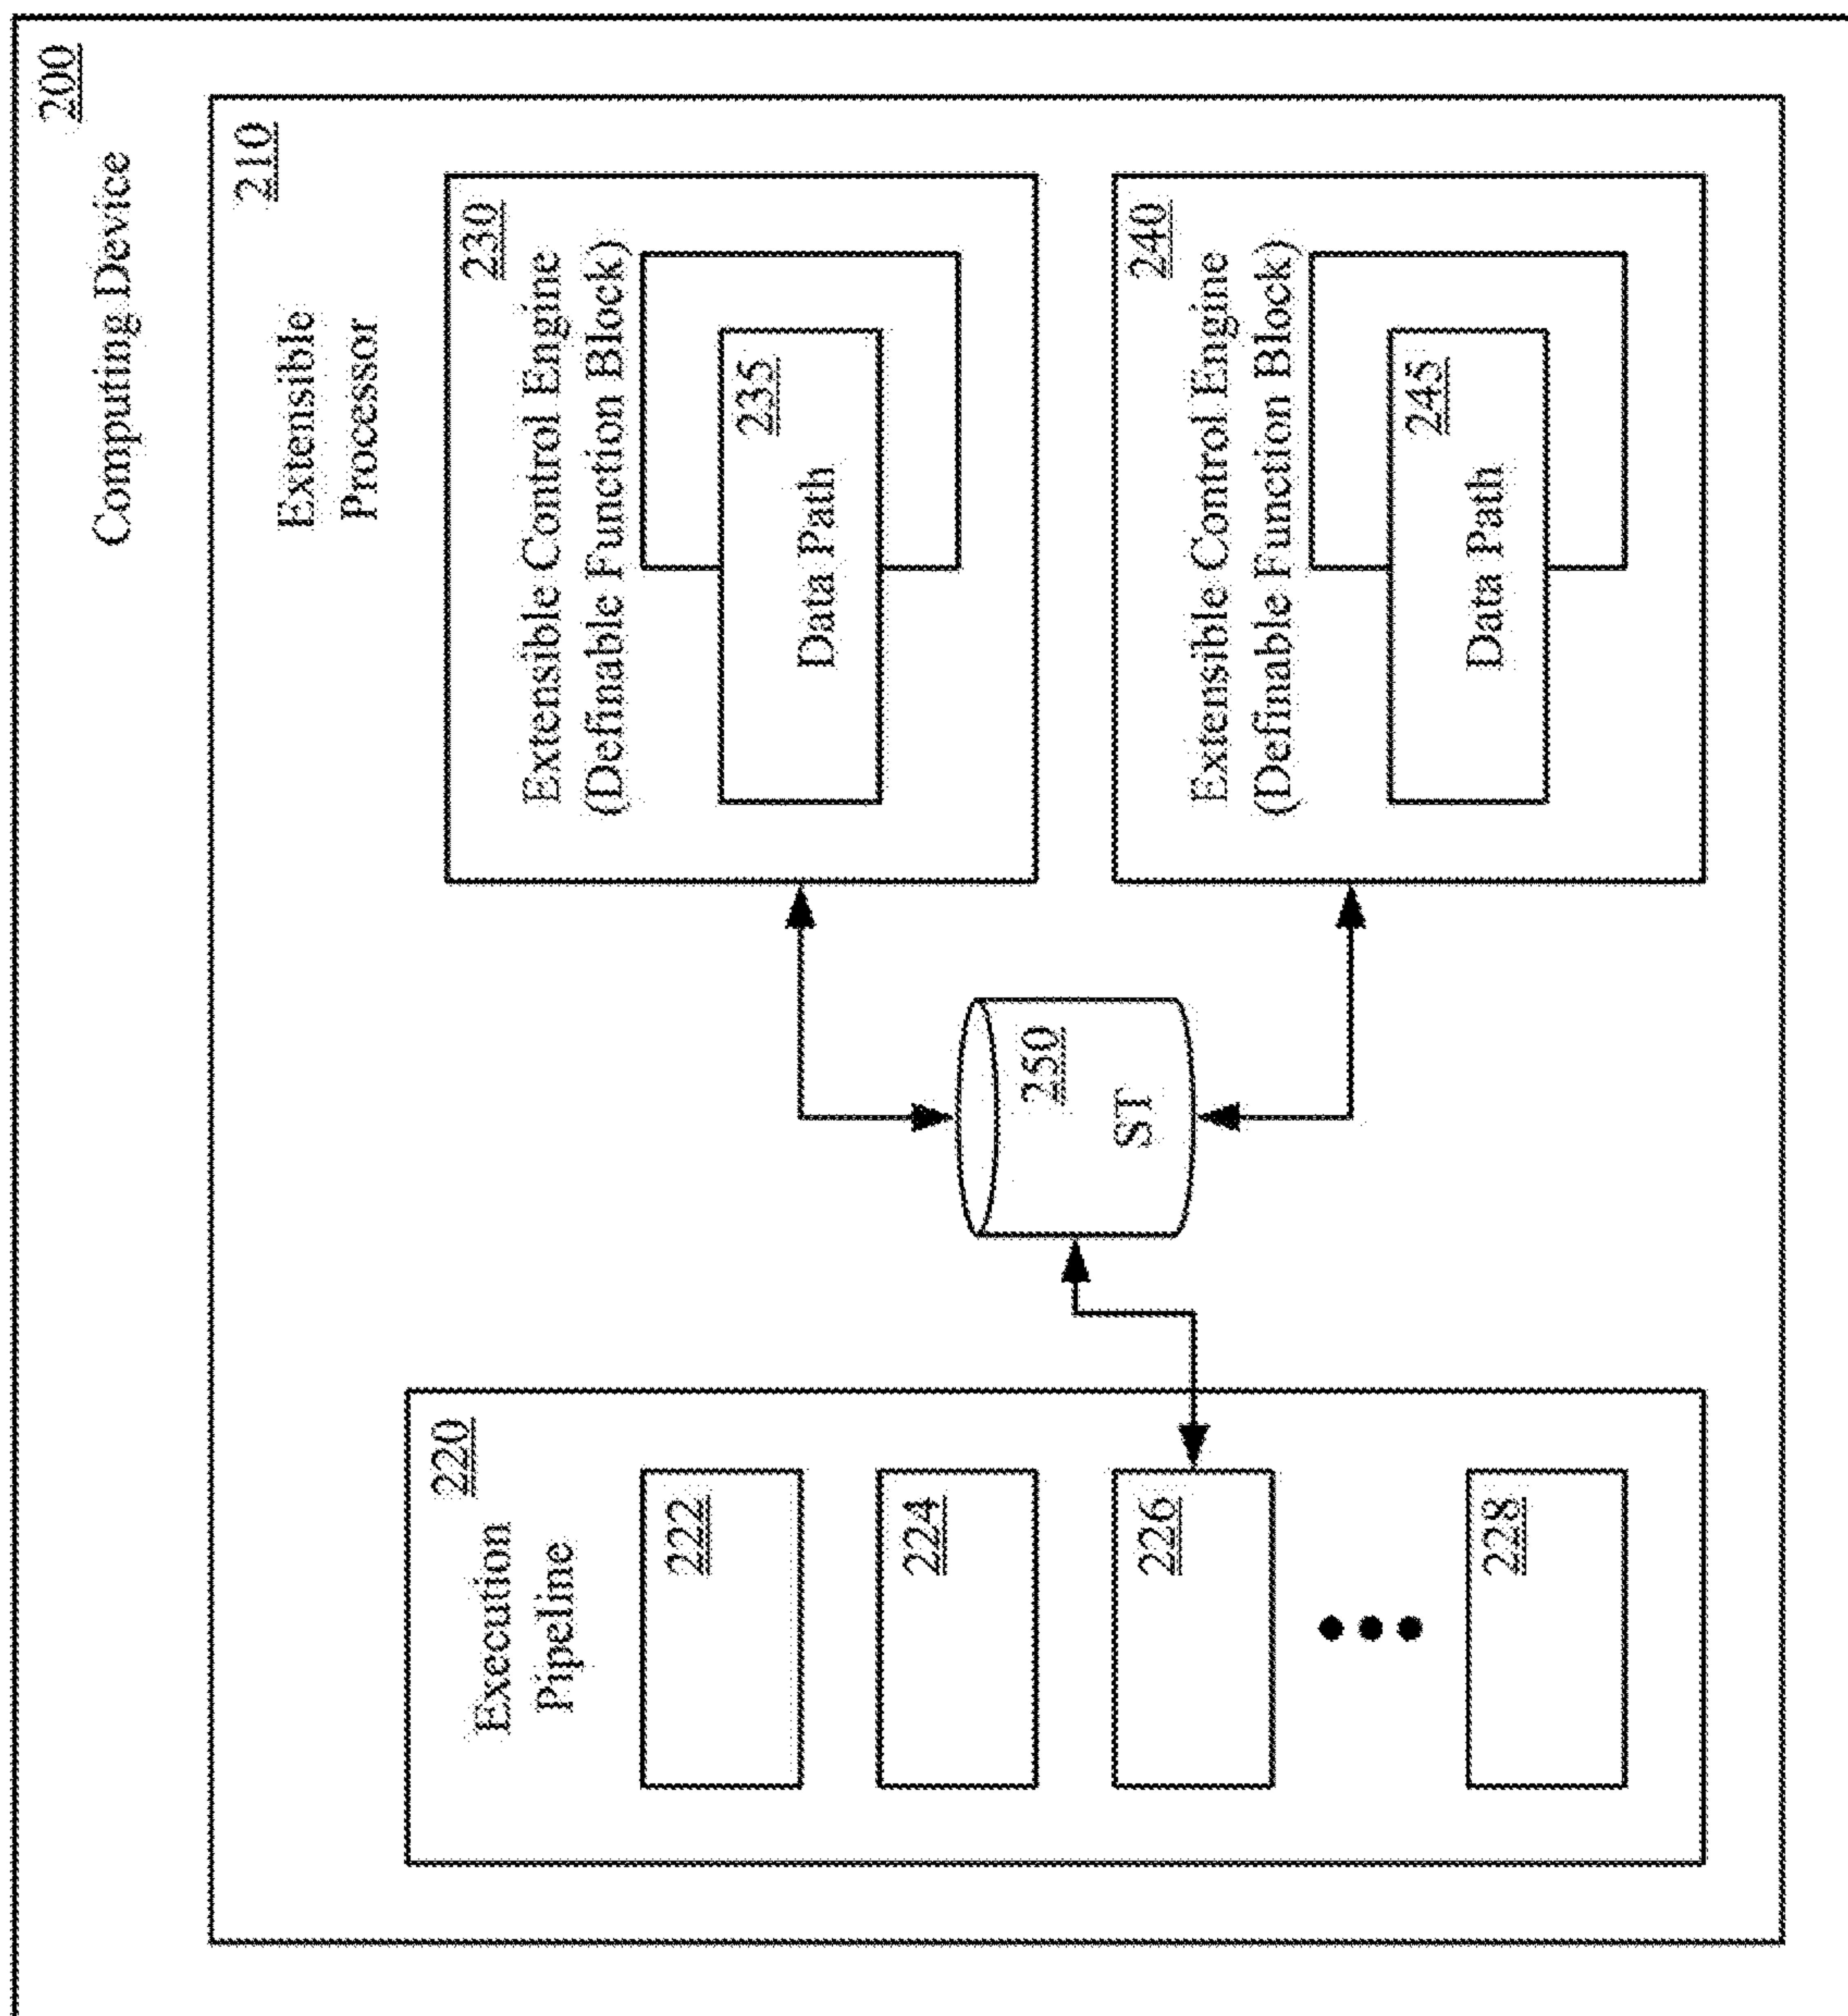 200
Computing Device
210
Extensible
Processor
220
Execution
Pipeline
222
224
226
228
250
ST
230
Extensible Control Engine
(Definable Function Block)
235
Data Path
240
Extensible Control Engine
(Definable Function Block)
245
Data Path